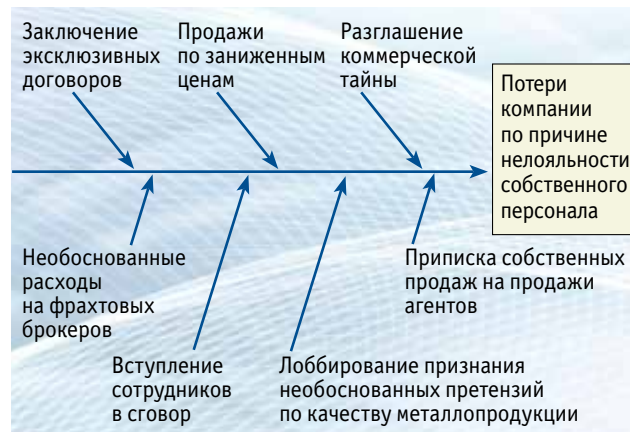 Заключение
эксклюзивных
договоров
Продажи
по заниженным
ценам
Разглашение
коммерческой
тайны
Потери
компании
по причине
нелояльности
собственного
персонала
Необоснованные
расходы
на фрахтовых
брокеров
Вступление
сотрудников
в сговор
Лоббирование признания
необоснованных претензий
по качеству металлопродукции
Приписка собственных
продаж на продажи
агентов